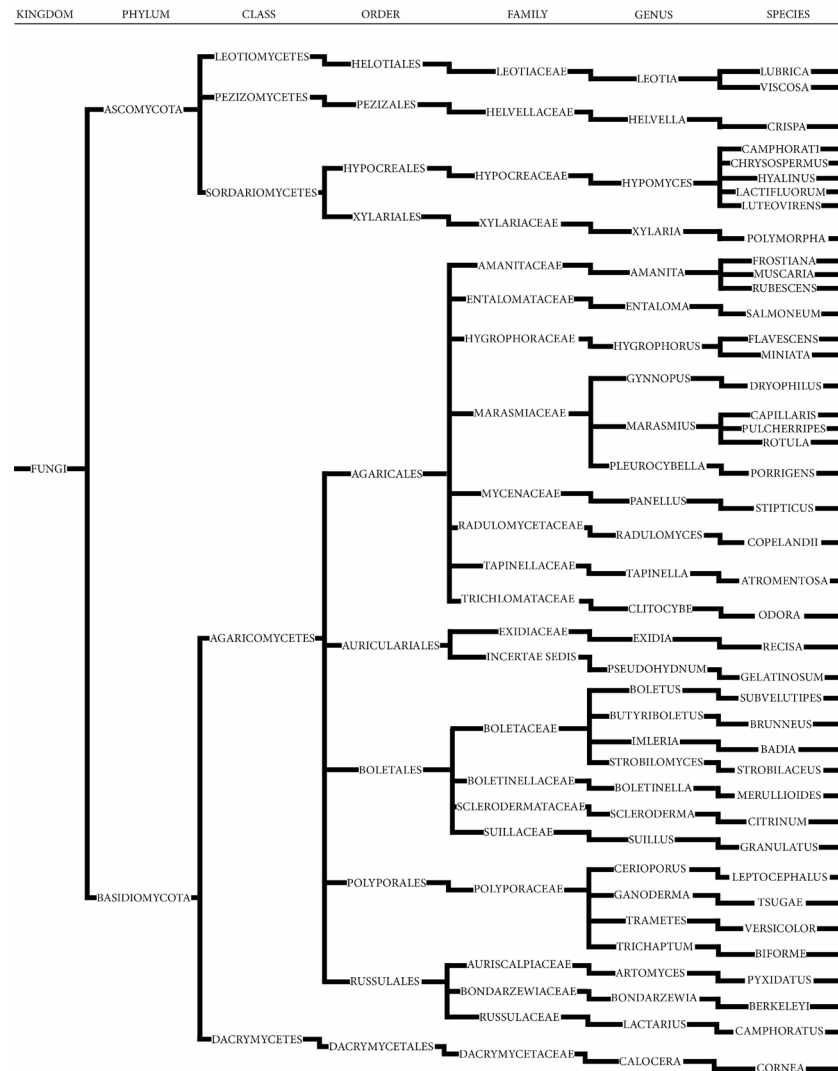 KINGDOM PHYLUM CLASS ORDER FAMILY GENUS SPECIES
LEOTIOMYCETES
HELOTIALES
LEOTIACEAE
LEOTIA
LUBRICA
VISCOSA
PEZIZOMYCETES
PEZIZALES
ASCOMYCOTA
HELVELLACEAE
HELVELLA
CRISPA
CAMPHORATI
CHRYSOSPERMUS
HYPOCREALES
HYPOCREACEAE
HYALINUS
HYPOMYCES
SORDARIOMYCETES
LACTIFLUORUM
LUTEOVIRENS
XYLARIALES
XYLARIACEAE
XYLARIA
POLYMORPHA
FROSTIANA
AMANITACEAE
AMANITA
MUSCARIA
RUBESCENS
ENTALOMATACEAE
ENTALOMA
SALMONEUM
HYGROPHORACEAE
FLAVESCENS
HYGROPHORUS
MINIATA
GYNNOPUS
DRYOPHILUS
MARASMIACEAE
CAPILLARIS
MARASMIUS
PULCHERRIPES
ROTULA
PLEUROCYBELLA
FUNGI
AGARICALES
PORRIGENS
MYCENACEAE
PANELLUS
STIPTICUS
RADULOMYCETACEAE
RADULOMYCES
COPELANDII
TAPINELLACEAE
TAPINELLA
ATROMENTOSA
TRICHLOMATACEAE
CLITOCYBE
ODORA
AGARICOMYCETES
EXIDIACEAE
EXIDIA
AURICULARIALES
RECISA
INCERTAE SEDIS
PSEUDOHYDNUM
GELATINOSUM
BOLETUS
SUBVELUTIPES
BUTYRIBOLETUS
BOLETACEAE
BRUNNEUS
IMLERIA
BADIA
STROBILOMYCES
BOLETALES
STROBILACEUS
BOLETINELLACEAE
BOLETINELLA
MERULLIOIDES
SCLERODERMATACEAE
SCLERODERMA
CITRINUM
SUILLACEAE
SUILLUS
GRANULATUS
CERIOPORUS
LEPTOCEPHALUS
POLYPORALES
POLYPORACEAE
GANODERMA
BASIDIOMYCOTA
TSUGAE
TRAMETES
VERSICOLOR
TRICHAPTUM
BIFORME
AURISCALPIACEAE
ARTOMYCES
RUSSULALES
PYXIDATUS
BONDARZEWIACEAE
BONDARZEWIA
BERKELEYI
RUSSULACEAE
LACTARIUS
CAMPHORATUS
DACRYMYCETES
DACRYMYCETALES
DACRYMYCETACEAE
CALOCERA
CORNEA